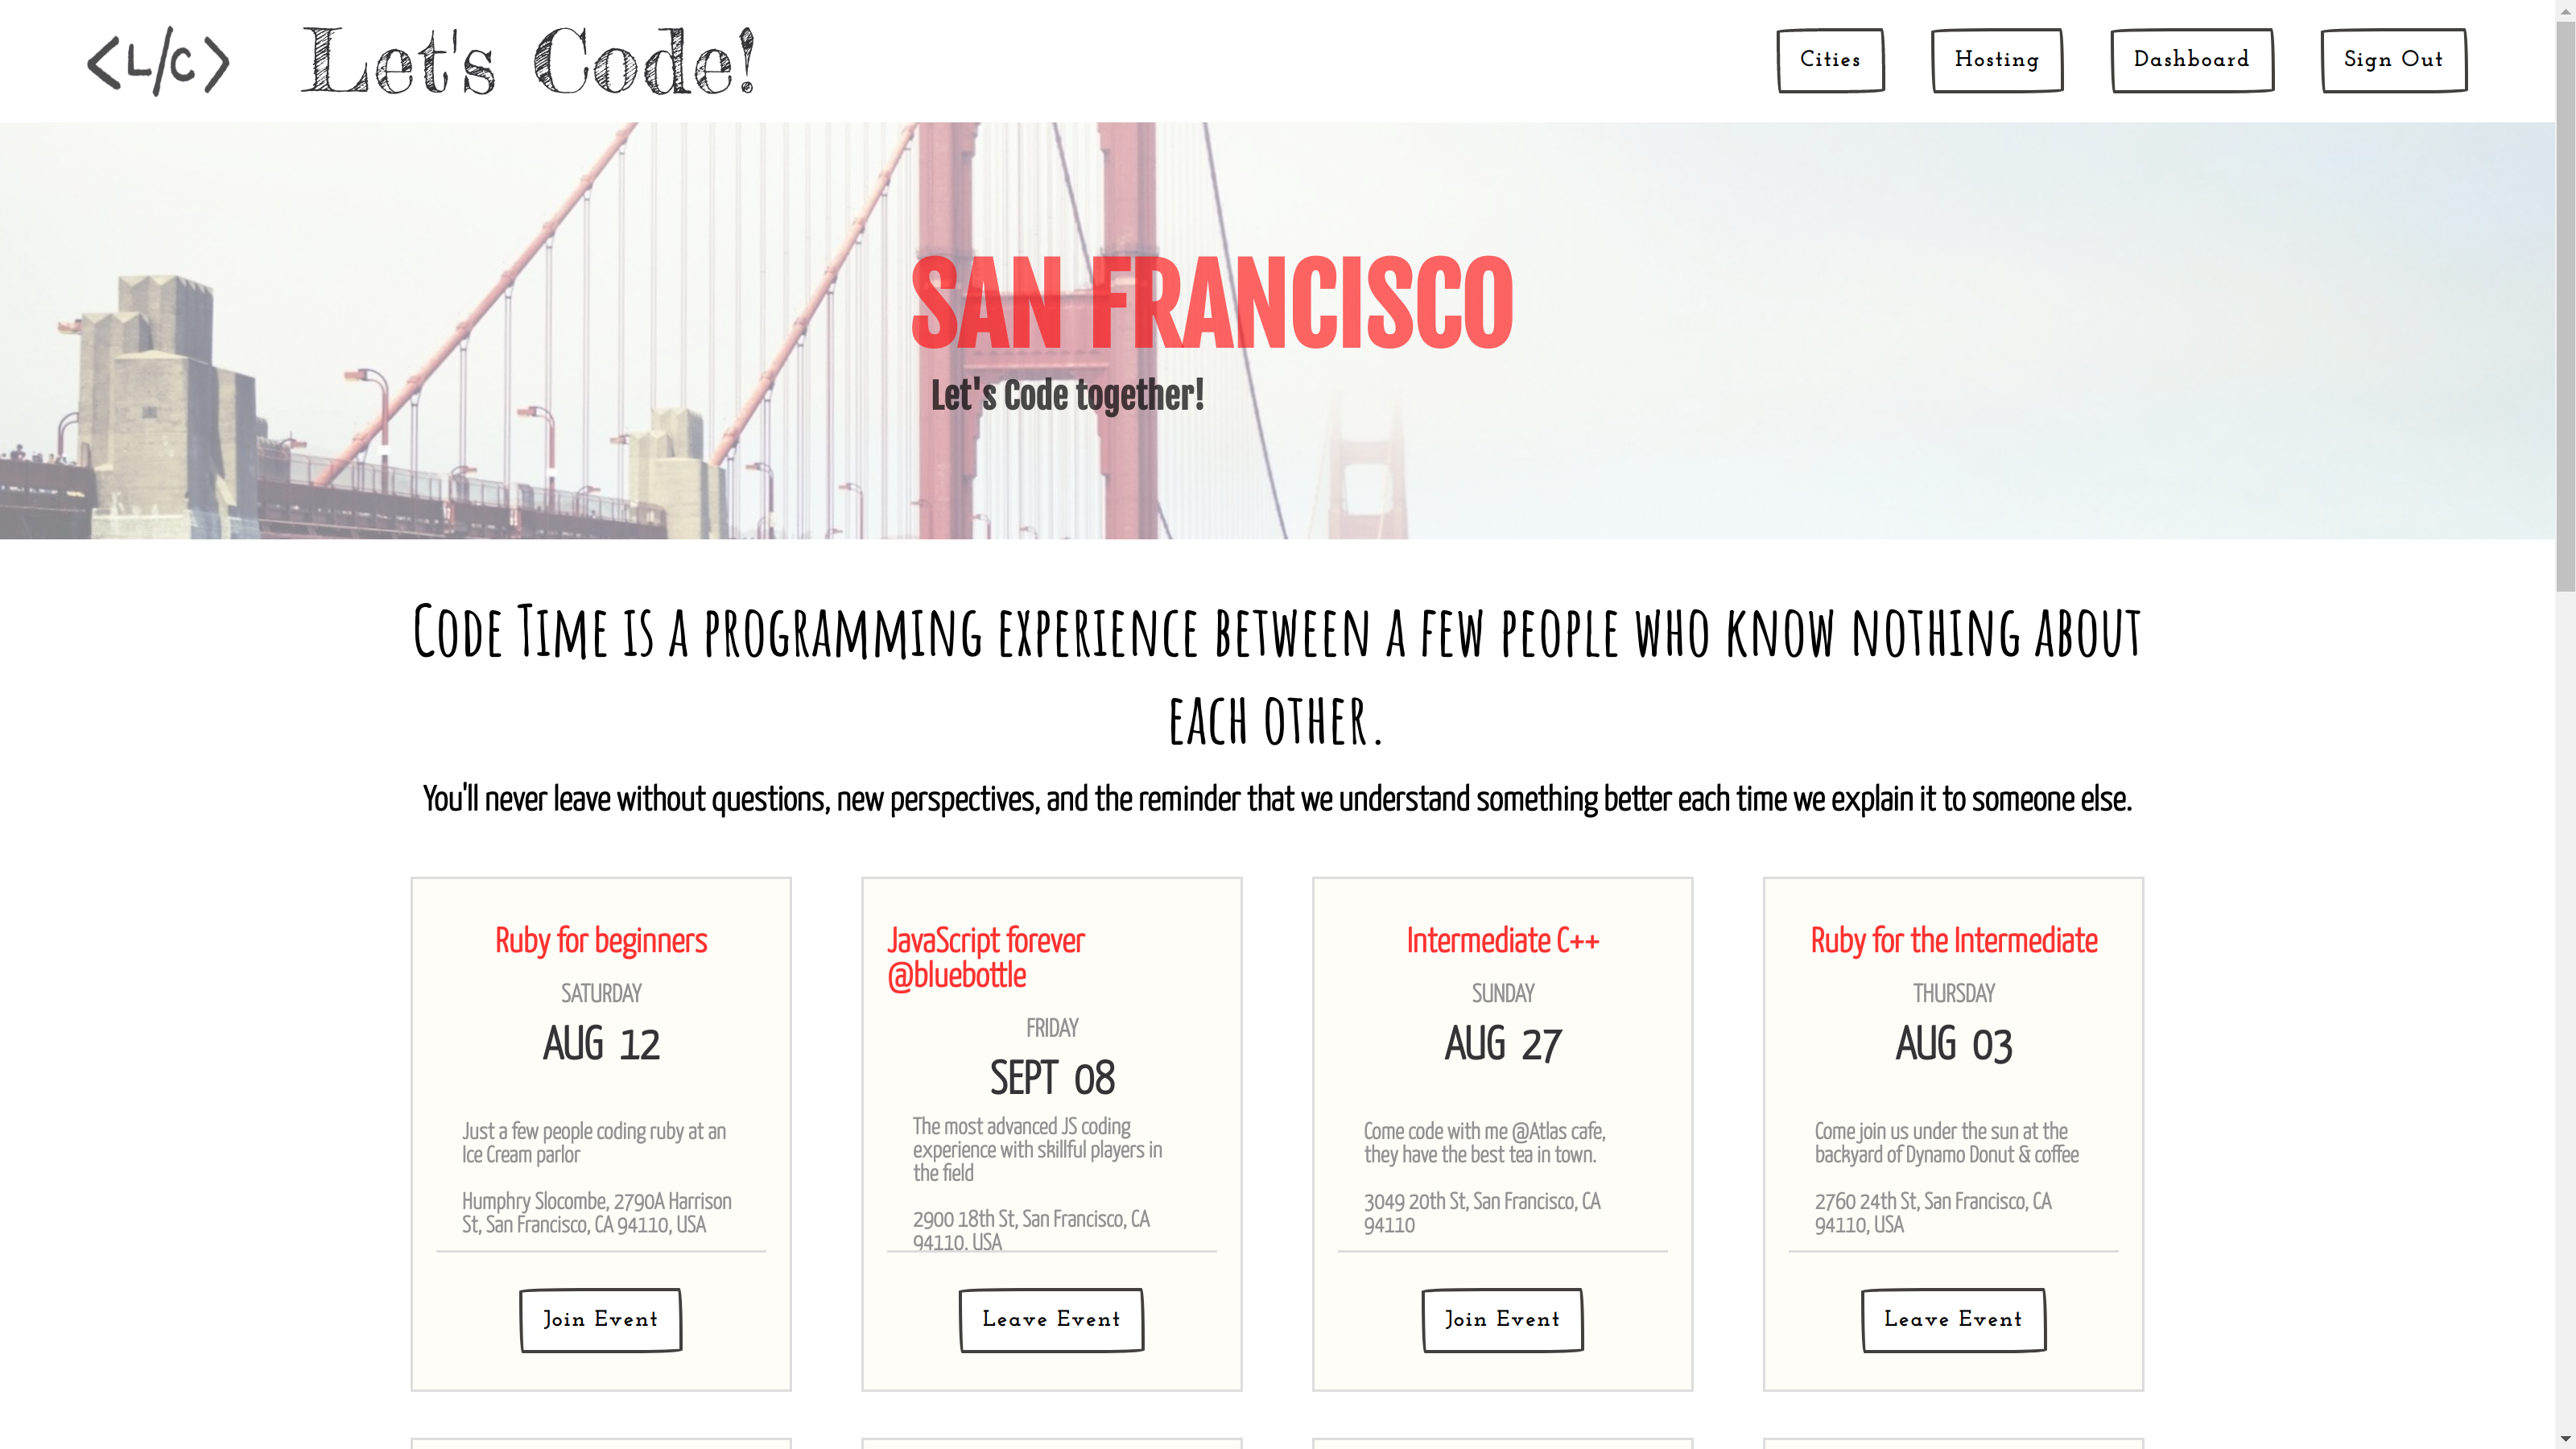 <L/C> Let's Code! Cities Hosting Dashboard Sign Out
SAN FRANCISCO
Let's Code together!
Code Time is a programming experience between a few people who know nothing about
each other.
You'll never leave without questions, new perspectives, and the reminder that we understand something better each time we explain it to someone else.
Ruby for beginners
SATURDAY
AUG 12
Just a few people coding ruby at an
Ice Cream parlor
Humphry Slocombe, 2790A Harrison
St, San Francisco, CA 94110, USA
Join Event
JavaScript forever
@bluebottle
FRIDAY
SEPT 08
The most advanced JS coding
experience with skillful players in
the field
2900 18th St, San Francisco, CA
94110, USA
Leave Event
Intermediate C++
SUNDAY
AUG 27
Come code with me @Atlas cafe,
they have the best tea in town.
3049 20th St, San Francisco, CA
94110
Join Event
Ruby for the Intermediate
THURSDAY
AUG 03
Come join us under the sun at the
backyard of Dynamo Donut & coffee
2760 24th St, San Francisco, CA
94110, USA
Leave Event